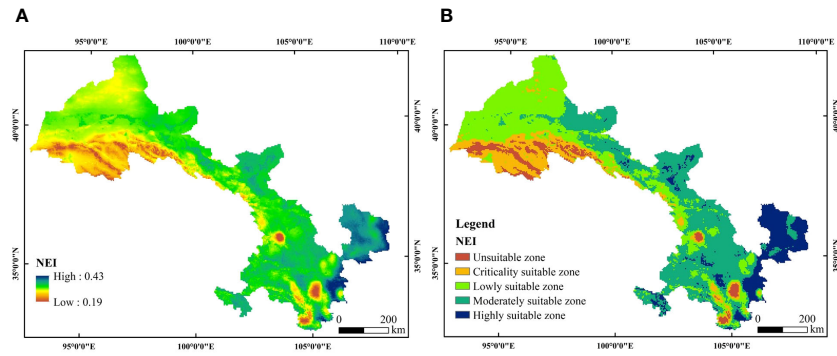 A
95°0'0"E 100°0'0"E 105°0'0"E 110°0'0"E
40°0'0"N
35°0'0"N
NEI
High : 0.43
Low : 0.19
0 200
km
95°0'0"E 100°0'0"E 105°0'0"E
B
95°0'0"E 100°0'0"E 105°0'0"E 110°0'0"E
40°0'0"N
35°0'0"N
Legend
NEI
Unsuitable zone
Criticality suitable zone
Lowly suitable zone
Moderately suitable zone
Highly suitable zone
0 200
km
95°0'0"E 100°0'0"E 105°0'0"E